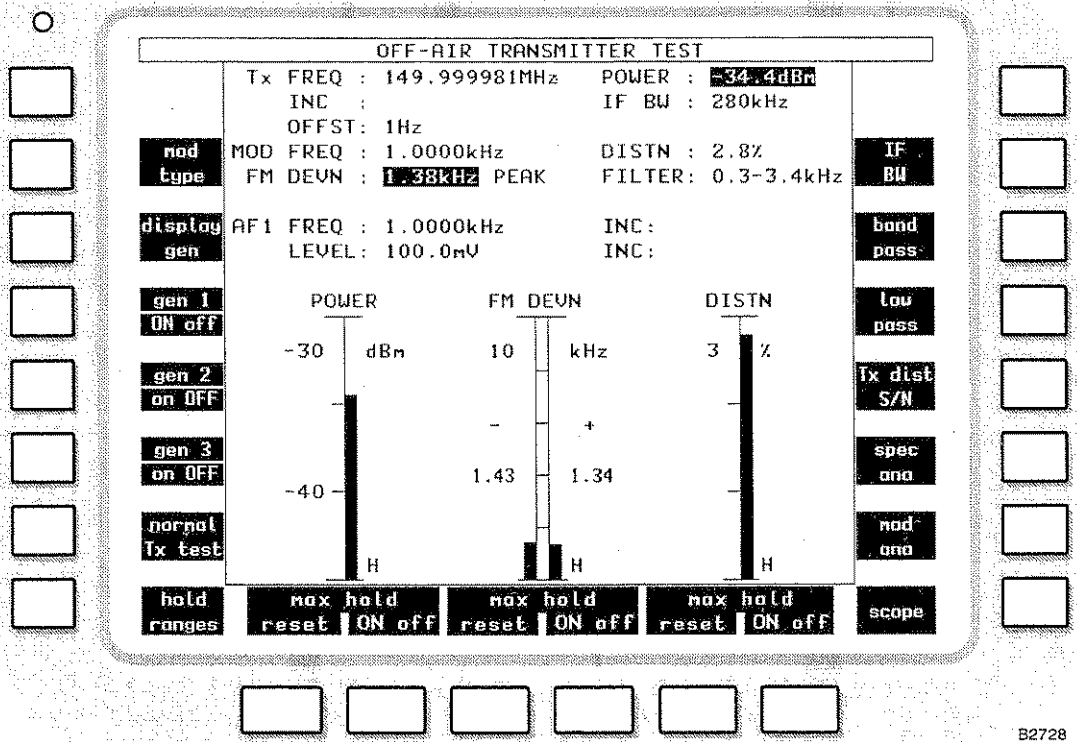 OFF-AIR TRANSMITTER TEST
Tx FREQ : 149.999981MHz POWER : -34.4dBm
INC : IF BW : 280kHz
OFFST: 1Hz
MOD FREQ : 1.0000kHz DISTN : 2.8%
FM DEVN : 1.38kHz PEAK FILTER: 0.3-3.4kHz
AF1 FREQ : 1.0000kHz INC:
LEVEL: 100.0mV INC:
mod type
display gen
gen 1
ON off
gen 2
on OFF
gen 3
on OFF
normal Tx test
hold ranges
POWER FM DEVN DISTN
-30 dBm 10 kHz 3 %
- +
1.43 1.34
-40
H H H
IF BW
band pass
low pass
Tx dist S/N
spec ana
mod ana
scope
max hold max hold max hold
reset ON off reset ON off reset ON off
B2728